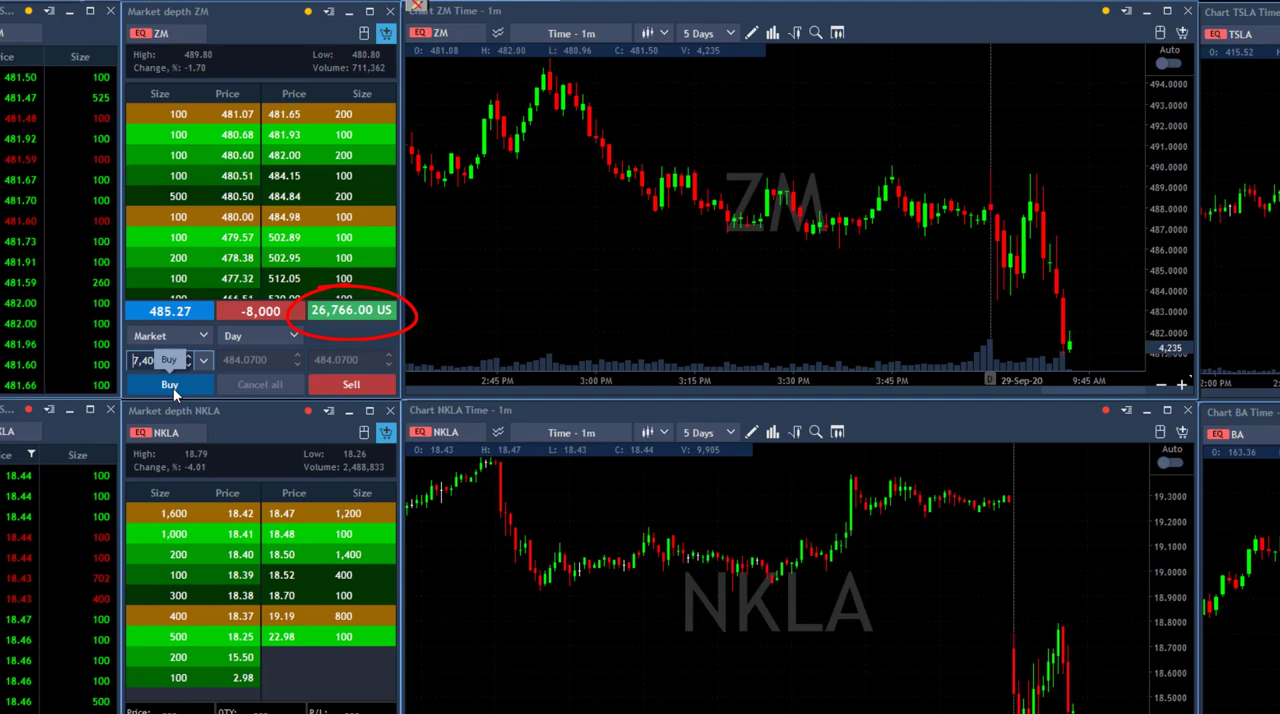 S...
rice Size
481.50 100
481.47 525
481.48 100
481.92 100
481.59 100
481.67 100
481.70 100
481.60 100
481.73 100
481.91 100
481.59 260
482.00 100
482.00 100
481.96 100
481.60 100
481.66 100
Market depth ZM
EQ ZM
High: 489.80 Low: 480.80
Change, %: -1.70 Volume: 711,362
Size Price Price Size
100 481.07 481.65 200
100 480.68 481.93 100
100 480.60 482.00 200
100 480.51 484.15 100
500 480.50 484.84 200
100 480.00 484.98 100
100 479.57 502.89 100
200 478.38 502.95 100
100 477.32 512.05 100
485.27 -8,000 26,766.00 US
Market Day
7,40 Buy 484.0700 484.0700
Buy Cancel all Sell
Chart ZM Time - 1m
EQ ZM Time - 1m 5 Days
O: 481.08 H: 482.00 L: 480.96 C: 481.50 V: 4,235
Auto
ZM
494.0000
493.0000
492.0000
491.0000
490.0000
489.0000
488.0000
487.0000
486.0000
485.0000
484.0000
483.0000
482.0000
4,235
2:45 PM 3:00 PM 3:15 PM 3:30 PM 3:45 PM D 29-Sep-20 9:45 AM
Chart TSLA
EQ TSLA
O: 415.52
2:00 PM
S...
KLA
ice Size
18.44 100
18.44 100
18.44 100
18.44 100
18.44 100
18.43 702
18.43 400
18.47 100
18.46 100
18.46 100
18.46 100
18.46 500
Market depth NKLA
EQ NKLA
High: 18.79 Low: 18.26
Change, %: -4.01 Volume: 2,488,833
Size Price Price Size
1,600 18.42 18.47 1,200
1,000 18.41 18.48 100
200 18.40 18.50 1,400
100 18.39 18.52 400
300 18.38 18.70 100
400 18.37 19.19 800
500 18.25 22.98 100
200 15.50
100 2.98
Price: --- QTY: --- P/L: ---
Chart NKLA Time - 1m
EQ NKLA Time - 1m 5 Days
O: 18.43 H: 18.47 L: 18.43 C: 18.44 V: 9,905
Auto
NKLA
19.3000
19.2000
19.1000
19.0000
18.9000
18.8000
18.7000
18.6000
18.5000
Chart BA
EQ BA
O: 163.36